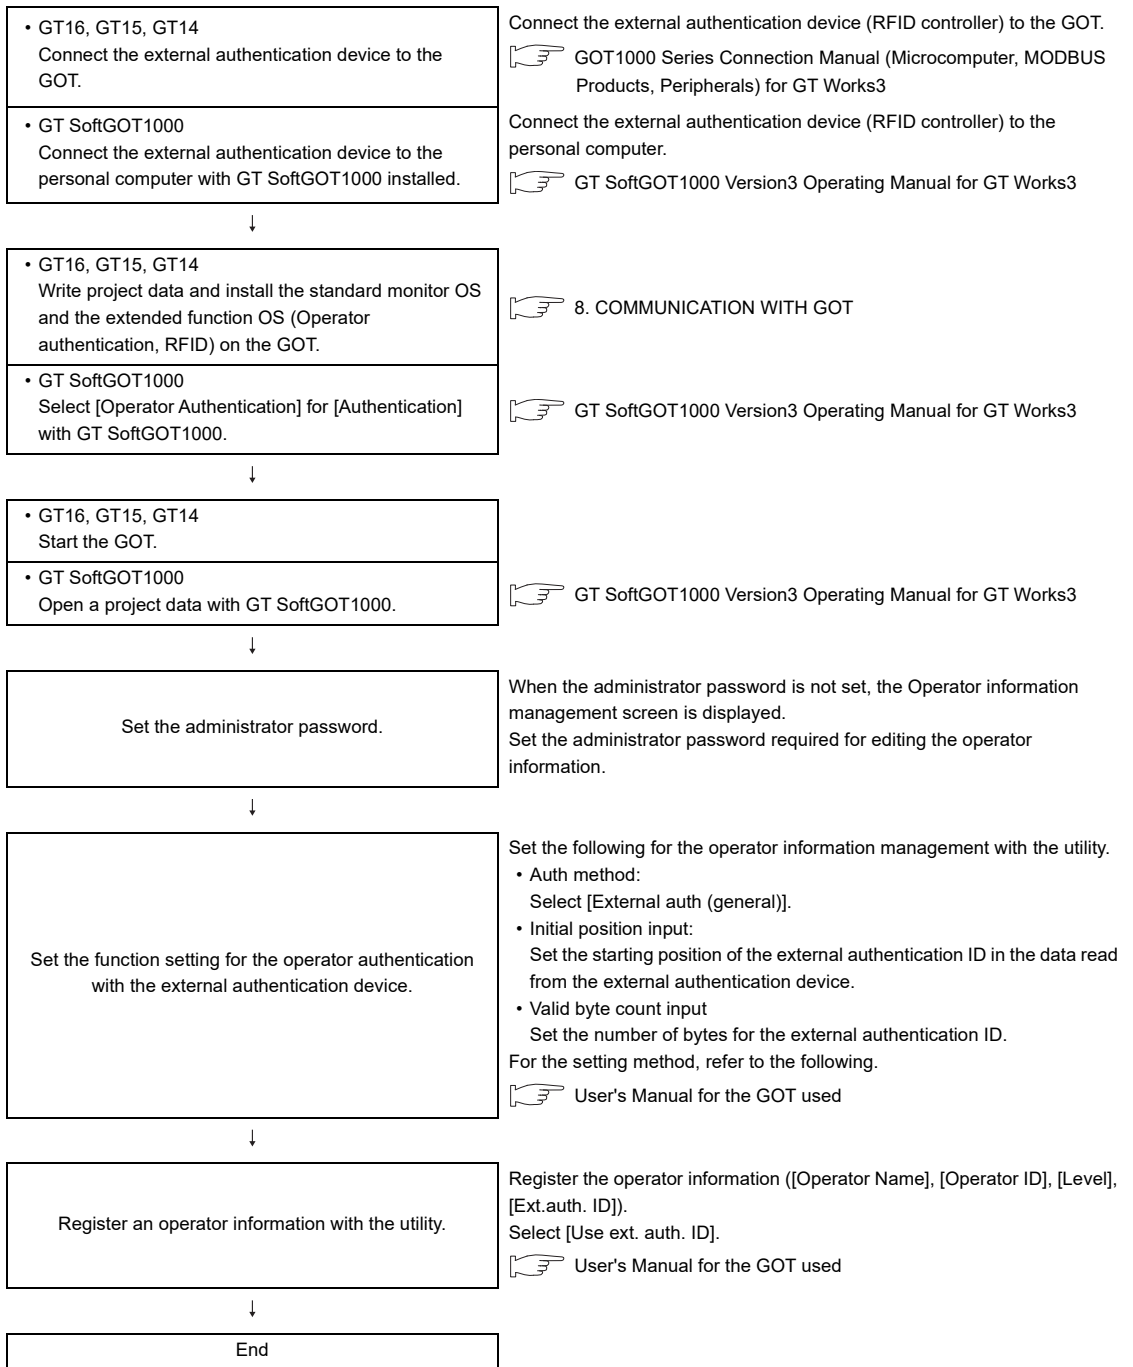 • GT16, GT15, GT14
Connect the external authentication device to the
GOT.
Connect the external authentication device (RFID controller) to the GOT.
GOT1000 Series Connection Manual (Microcomputer, MODBUS
Products, Peripherals) for GT Works3
• GT SoftGOT1000
Connect the external authentication device to the
personal computer with GT SoftGOT1000 installed.
Connect the external authentication device (RFID controller) to the
personal computer.
GT SoftGOT1000 Version3 Operating Manual for GT Works3
↓
• GT16, GT15, GT14
Write project data and install the standard monitor OS
and the extended function OS (Operator
authentication, RFID) on the GOT.
8. COMMUNICATION WITH GOT
• GT SoftGOT1000
Select [Operator Authentication] for [Authentication]
with GT SoftGOT1000.
GT SoftGOT1000 Version3 Operating Manual for GT Works3
↓
• GT16, GT15, GT14
Start the GOT.
• GT SoftGOT1000
Open a project data with GT SoftGOT1000.
GT SoftGOT1000 Version3 Operating Manual for GT Works3
↓
Set the administrator password.
When the administrator password is not set, the Operator information
management screen is displayed.
Set the administrator password required for editing the operator
information.
↓
Set the function setting for the operator authentication
with the external authentication device.
Set the following for the operator information management with the utility.
• Auth method:
Select [External auth (general)].
• Initial position input:
Set the starting position of the external authentication ID in the data read
from the external authentication device.
• Valid byte count input
Set the number of bytes for the external authentication ID.
For the setting method, refer to the following.
User's Manual for the GOT used
↓
Register an operator information with the utility.
Register the operator information ([Operator Name], [Operator ID], [Level],
[Ext.auth. ID]).
Select [Use ext. auth. ID].
User's Manual for the GOT used
↓
End